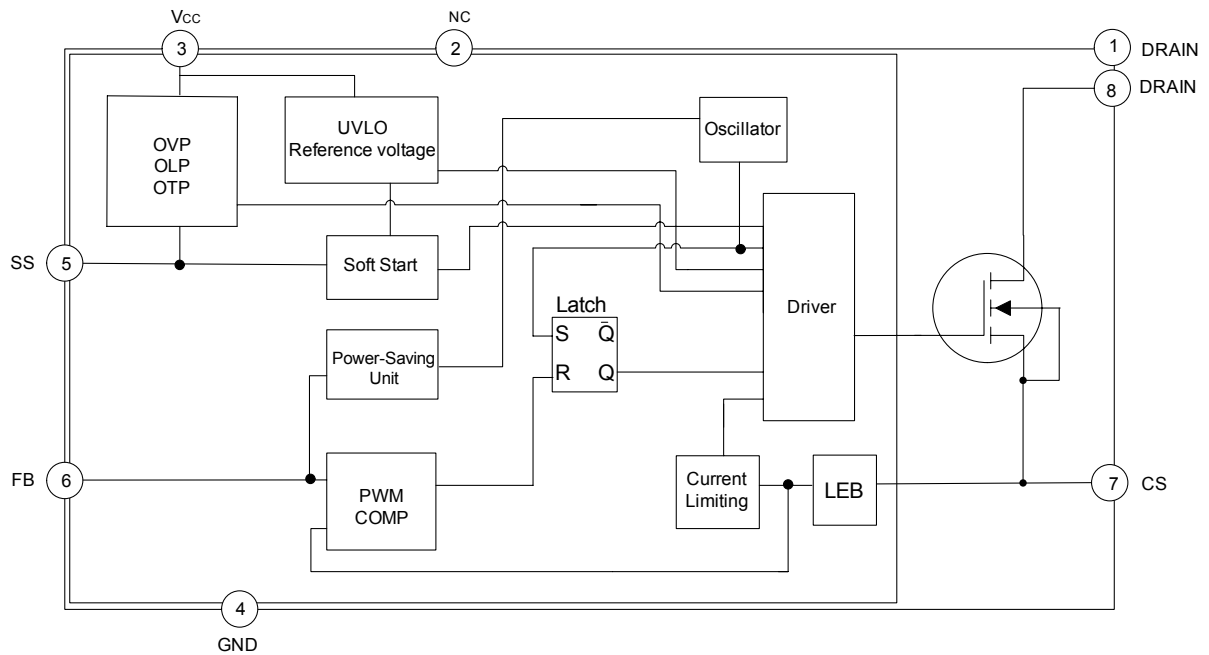 VCC
NC
3
2
1
DRAIN
8
DRAIN
OVP
OLP
OTP
UVLO
Reference voltage
Oscillator
SS
5
Soft Start
Driver
Latch
S Q̄
R Q
Power-Saving
Unit
FB
6
PWM
COMP
Current
Limiting
LEB
7
CS
4
GND